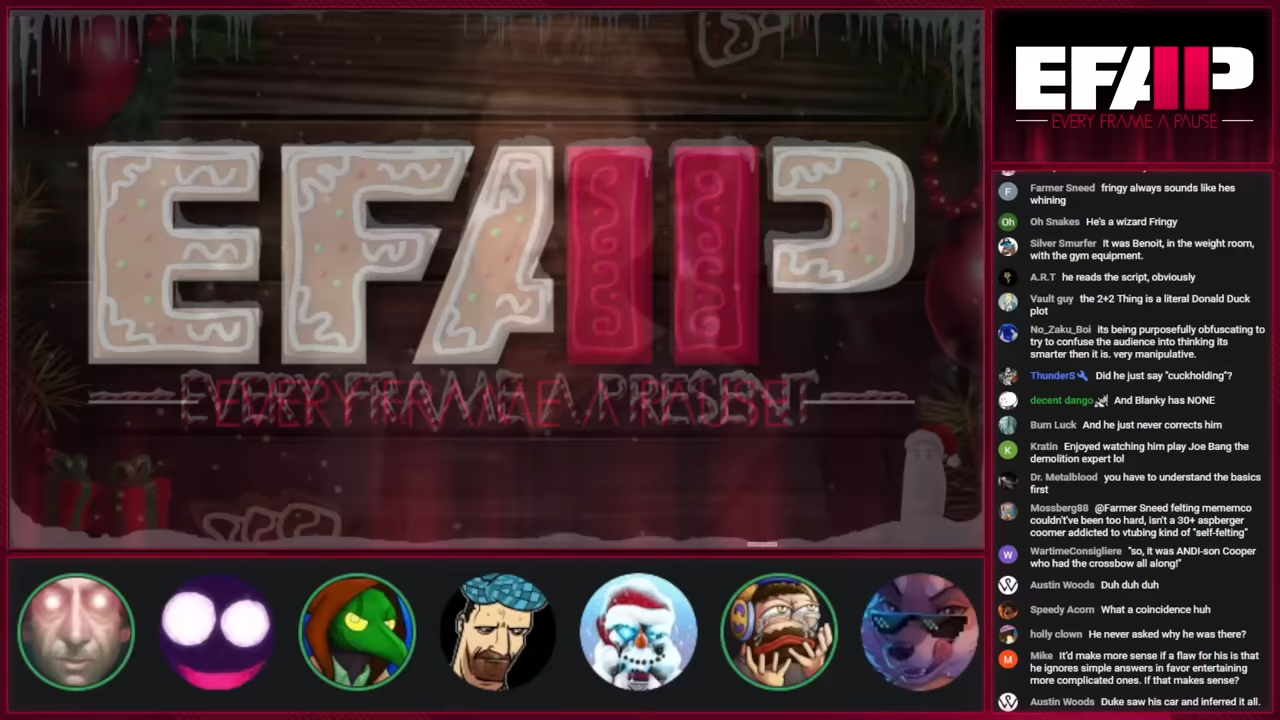 EFAP
EVERY FRAME A PRESENT
EVERY FRAME A PAUSE
EFAP
EVERY FRAME A PAUSE
Farmer Sneed fringy always sounds like hes
whining
Oh Snakes He's a wizard Fringy
Silver Smurfer It was Benoit, in the weight room,
with the gym equipment.
A.R.T he reads the script, obviously
Vault guy the 2+2 Thing is a literal Donald Duck
plot
No_Zaku_Boi its being purposefully obfuscating to
try to confuse the audience into thinking its
smarter then it is. very manipulative.
ThunderS Did he just say "cuckholding"?
decent dango And Blanky has NONE
Bum Luck And he just never corrects him
Kratin Enjoyed watching him play Joe Bang the
demolition expert lol
Dr. Metalblood you have to understand the basics
first
Mossberg88 @Farmer Sneed felting mememco
couldn't've been too hard, isn't a 30+ aspberger
coomer addicted to vtubing kind of "self-felting"
WartimeConsigliere "so, it was ANDI-son Cooper
who had the crossbow all along!"
Austin Woods Duh duh duh
Speedy Acorn What a coincidence huh
holly clown He never asked why he was there?
Mike It'd make more sense if a flaw for his is that
he ignores simple answers in favor entertaining
more complicated ones. If that makes sense?
Austin Woods Duke saw his car and inferred it all.
F
Oh
K
W
M